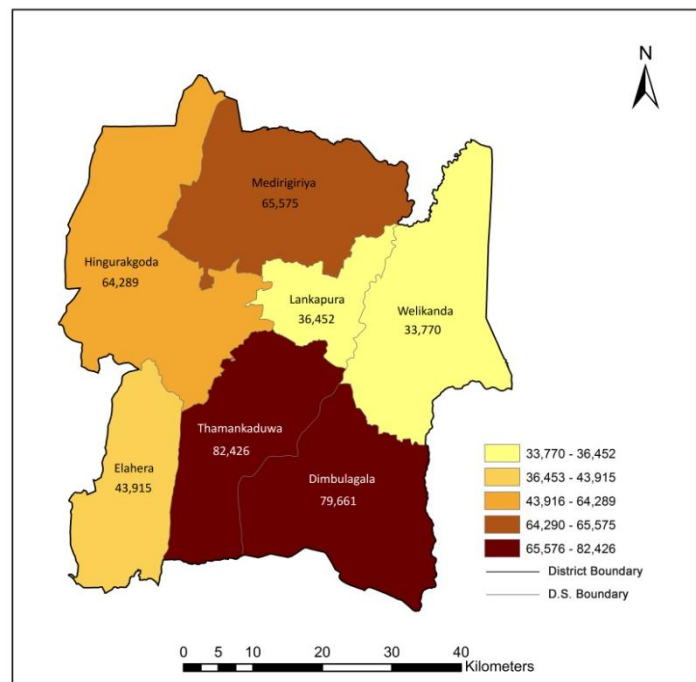 N
Medirigiriya
65,575
Hingurakgoda
64,289
Lankapura
36,452
Welikanda
33,770
Thamankaduwa
82,426
Elahera
43,915
Dimbulagala
79,661
33,770 - 36,452
36,453 - 43,915
43,916 - 64,289
64,290 - 65,575
65,576 - 82,426
District Boundary
D.S. Boundary
0 5 10 20 30 40
Kilometers